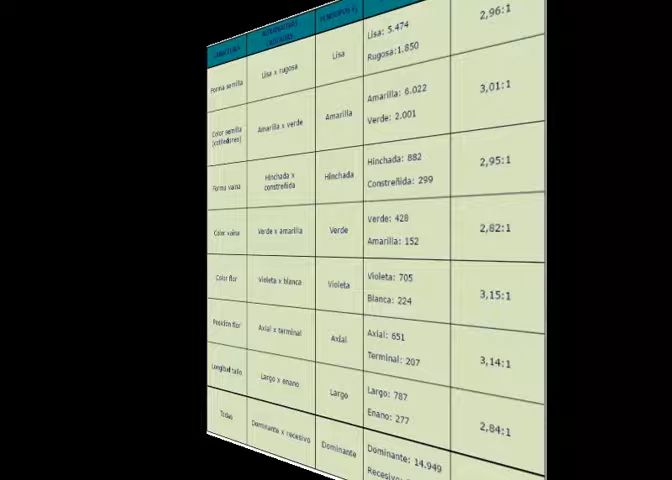 FENOTIPOS F1
Forma semilla
Lisa x rugosa
Lisa
Lisa: 5.474
Rugosa:1.850
2,96:1
Color semilla
(cotiledones)
Amarilla x verde
Amarilla
Amarilla: 6.022
Verde: 2.001
3,01:1
Forma vaina
Hinchada x
constreñida
Hinchada
Hinchada: 882
Constreñida: 299
2,95:1
Color vaina
Verde x amarilla
Verde
Verde: 428
Amarilla: 152
2,82:1
Color flor
Violeta x blanca
Violeta
Violeta: 705
Blanca: 224
3,15:1
Posición flor
Axial x terminal
Axial
Axial: 651
Terminal: 207
3,14:1
Longitud tallo
Largo x enano
Largo
Largo: 787
Enano: 277
2,84:1
Todas
Dominante x recesivo
Dominante
Dominante: 14.949